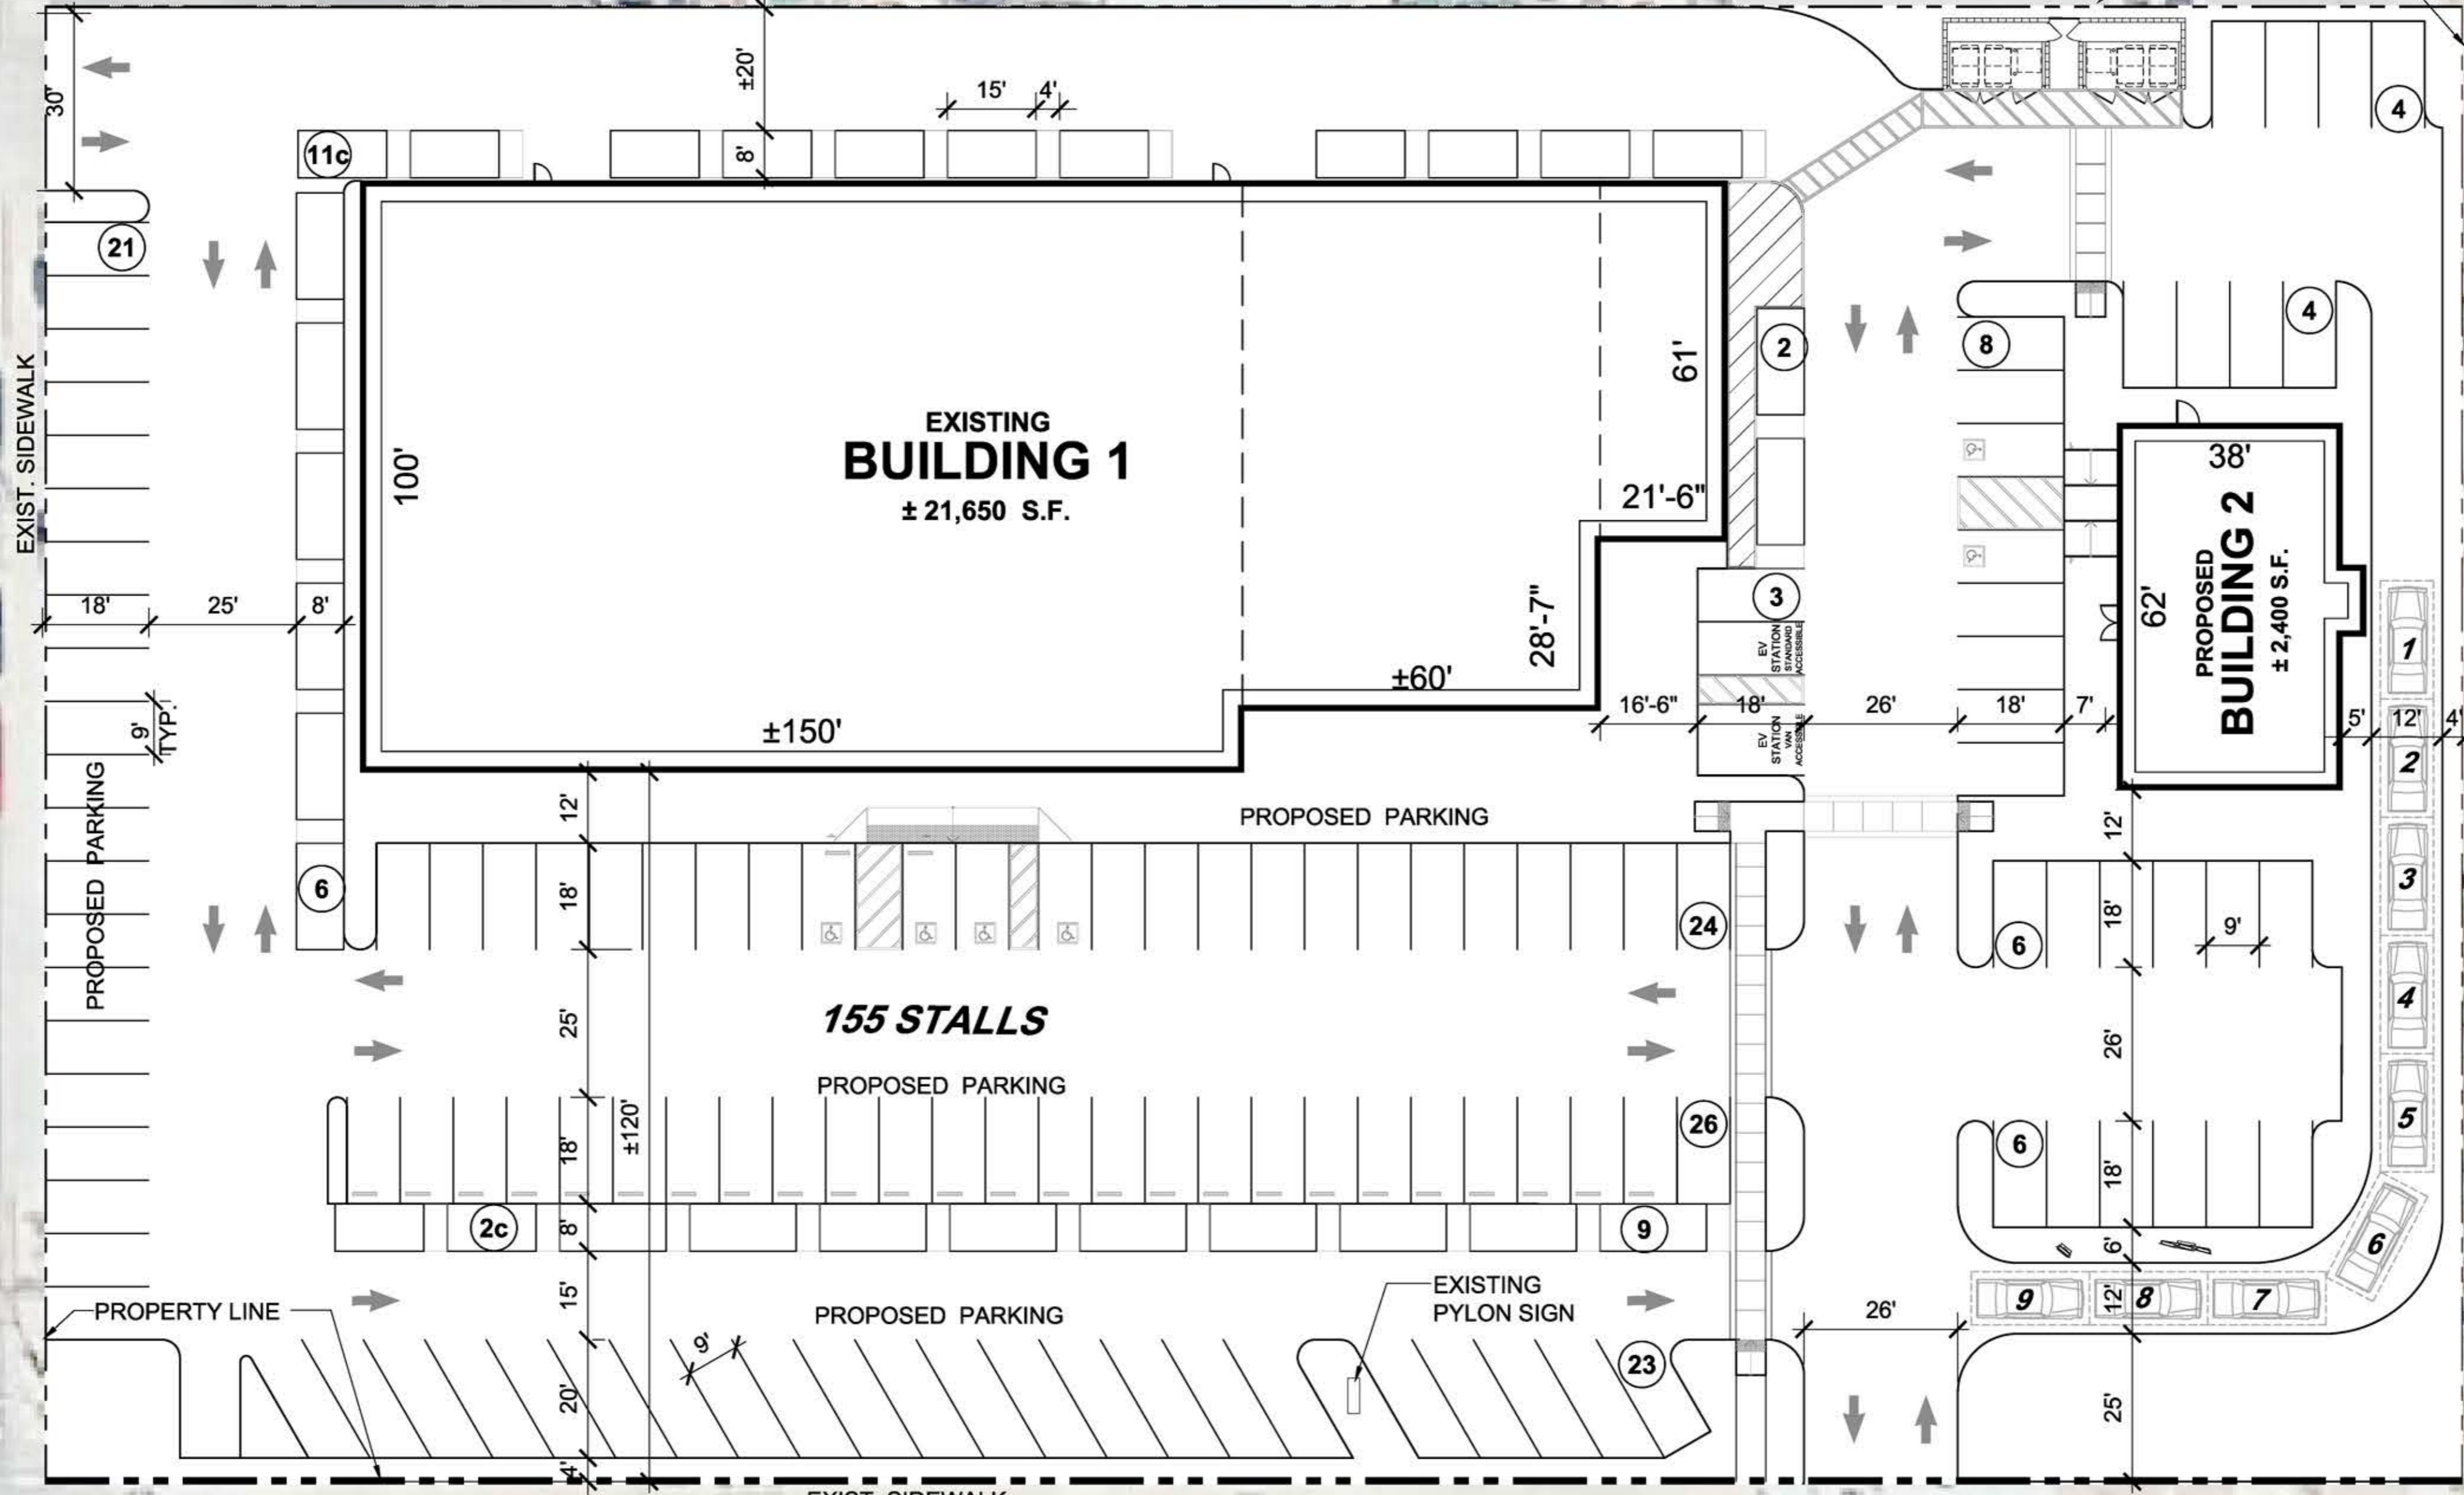 30'
±20'
15'
4'
8'
11c
4
21
2
8
4
61'
EXISTING
BUILDING 1
± 21,650 S.F.
100'
21'-6"
28'-7"
±60'
±150'
EXIST. SIDEWALK
18'
25'
8'
9'
TYP.
PROPOSED PARKING
6
3
EV
STATION
STANDARD
ACCESSIBLE
EV
STATION
VAN
ACCESSIBLE
16'-6"
18'
26'
18'
7'
38'
62'
PROPOSED
BUILDING 2
± 2,400 S.F.
5'
12'
4'
1
2
3
4
5
6
7
8
9
12'
PROPOSED PARKING
18'
24
25'
155 STALLS
PROPOSED PARKING
26
18'
±120'
2c
8'
9
15'
PROPOSED PARKING
EXISTING
PYLON SIGN
PROPERTY LINE
9'
20'
23
4'
12'
18'
9'
6
26'
6
18'
6'
12'
26'
25'
EXIST. SIDEWALK